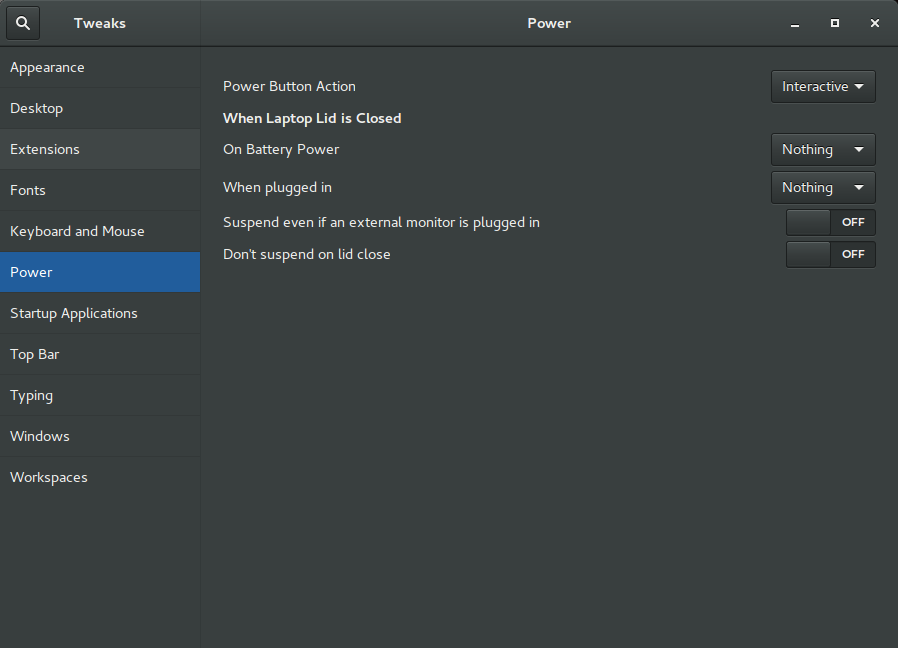 Tweaks
Power
Appearance
Desktop
Extensions
Fonts
Keyboard and Mouse
Power
Startup Applications
Top Bar
Typing
Windows
Workspaces
Power Button Action Interactive
When Laptop Lid is Closed
On Battery Power Nothing
When plugged in Nothing
Suspend even if an external monitor is plugged in OFF
Don't suspend on lid close OFF